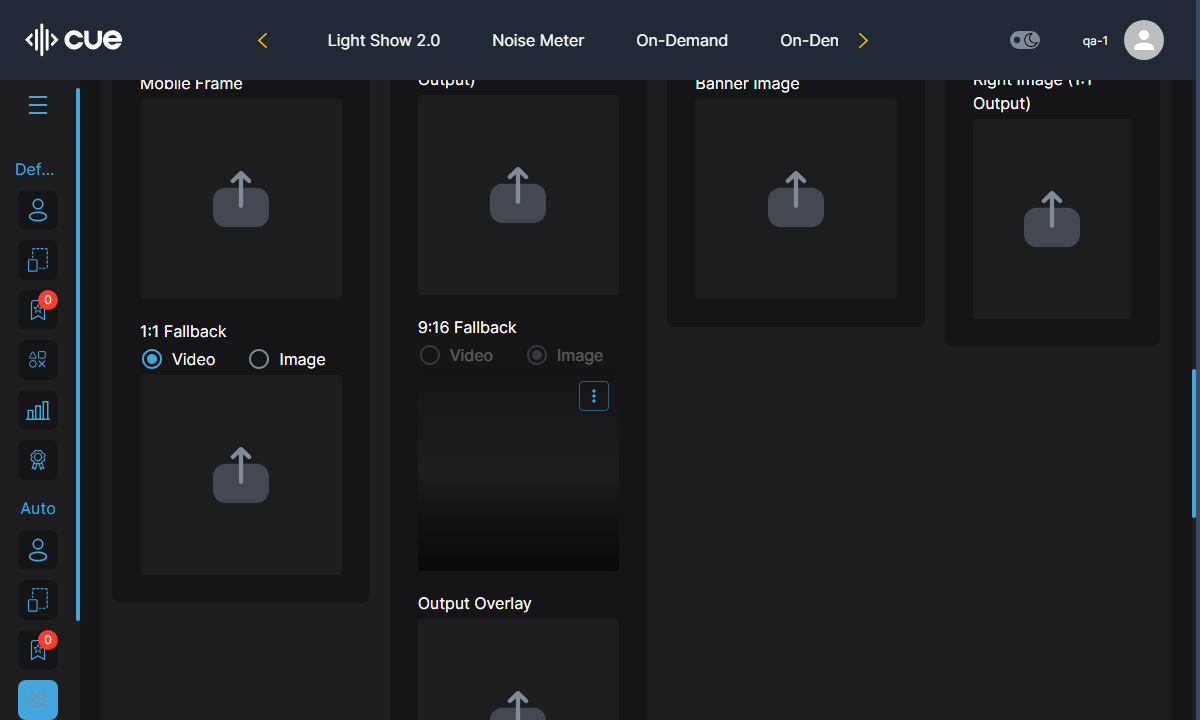 cue
Light Show 2.0
Noise Meter
On-Demand
On-Den
qa-1
Def...
0
Auto
0
Mobile Frame
1:1 Fallback
Video
Image
Output)
9:16 Fallback
Video
Image
Output Overlay
Banner Image
Right Image (1:1
Output)